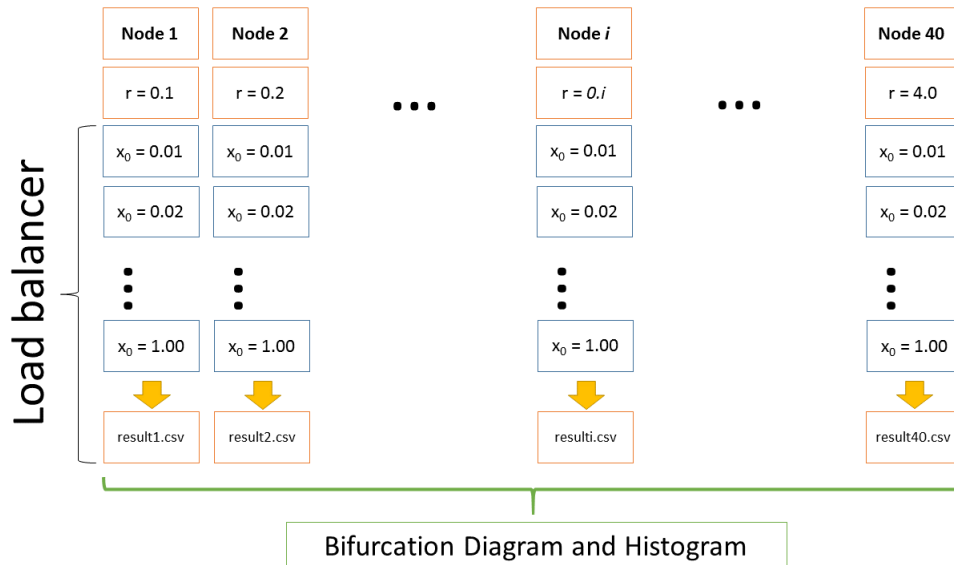 Node 1 Node 2 Node i Node 40
r = 0.1 r = 0.2 ... r = 0.i ... r = 4.0
Load balancer
x₀ = 0.01 x₀ = 0.01 x₀ = 0.01 x₀ = 0.01
x₀ = 0.02 x₀ = 0.02 x₀ = 0.02 x₀ = 0.02
x₀ = 1.00 x₀ = 1.00 x₀ = 1.00 x₀ = 1.00
result1.csv result2.csv resulti.csv result40.csv
Bifurcation Diagram and Histogram